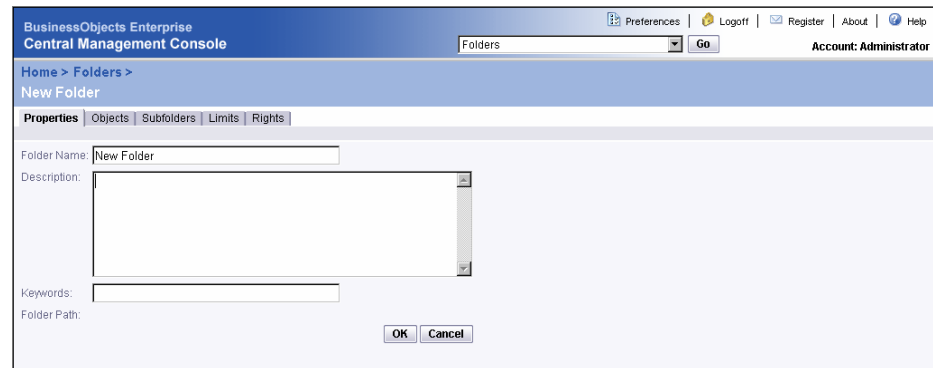 BusinessObjects Enterprise
Central Management Console
Preferences | Logoff | Register | About | Help
Folders Go Account: Administrator
Home > Folders >
New Folder
Properties | Objects | Subfolders | Limits | Rights |
Folder Name: New Folder
Description:
Keywords:
Folder Path:
OK Cancel